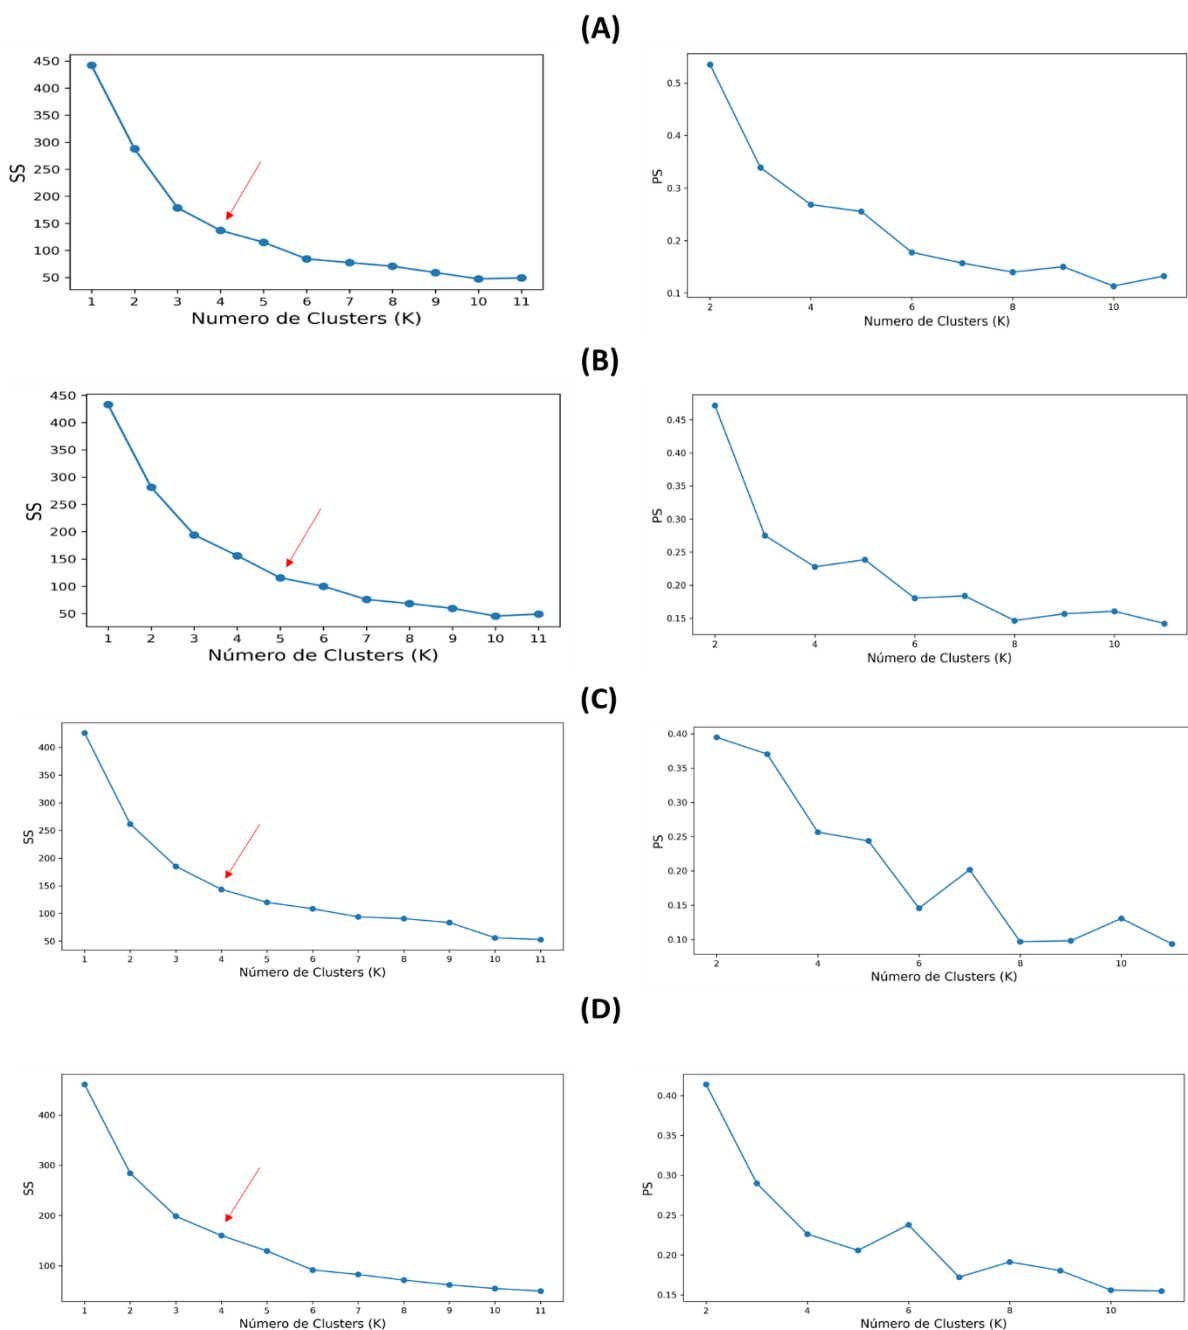 (A)
450
400
350
300
250
200
150
100
50
SS
1 2 3 4 5 6 7 8 9 10 11
Numero de Clusters (K)
0.5
0.4
0.3
0.2
0.1
PS
2 4 6 8 10
Numero de Clusters (K)
(B)
450
400
350
300
250
200
150
100
50
SS
1 2 3 4 5 6 7 8 9 10 11
Número de Clusters (K)
0.45
0.40
0.35
0.30
0.25
0.20
0.15
PS
2 4 6 8 10
Número de Clusters (K)
(C)
400
350
300
250
200
150
100
50
SS
1 2 3 4 5 6 7 8 9 10 11
Número de Clusters (K)
0.40
0.35
0.30
0.25
0.20
0.15
0.10
PS
2 4 6 8 10
Número de Clusters (K)
(D)
400
300
200
100
SS
1 2 3 4 5 6 7 8 9 10 11
Número de Clusters (K)
0.40
0.35
0.30
0.25
0.20
0.15
PS
2 4 6 8 10
Número de Clusters (K)